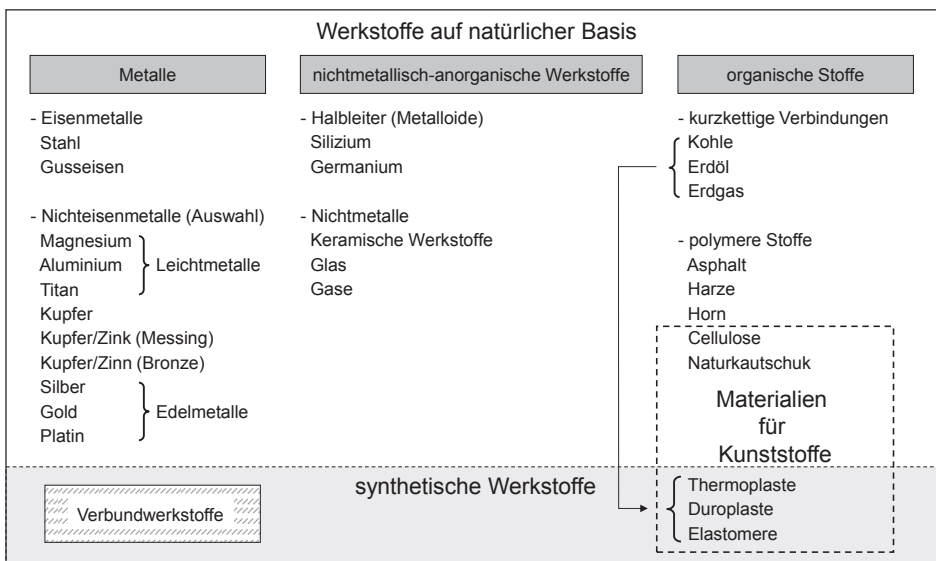 Werkstoffe auf natürlicher Basis
Metalle
- Eisenmetalle
Stahl
Gusseisen
- Nichteisenmetalle (Auswahl)
Magnesium
Aluminium
Titan
Leichtmetalle
Kupfer
Kupfer/Zink (Messing)
Kupfer/Zinn (Bronze)
Silber
Gold
Platin
Edelmetalle
nichtmetallisch-anorganische Werkstoffe
- Halbleiter (Metalloide)
Silizium
Germanium
- Nichtmetalle
Keramische Werkstoffe
Glas
Gase
organische Stoffe
- kurzkettige Verbindungen
Kohle
Erdöl
Erdgas
- polymere Stoffe
Asphalt
Harze
Horn
Cellulose
Naturkautschuk
Materialien
für
Kunststoffe
synthetische Werkstoffe
Verbundwerkstoffe
Thermoplaste
Duroplaste
Elastomere